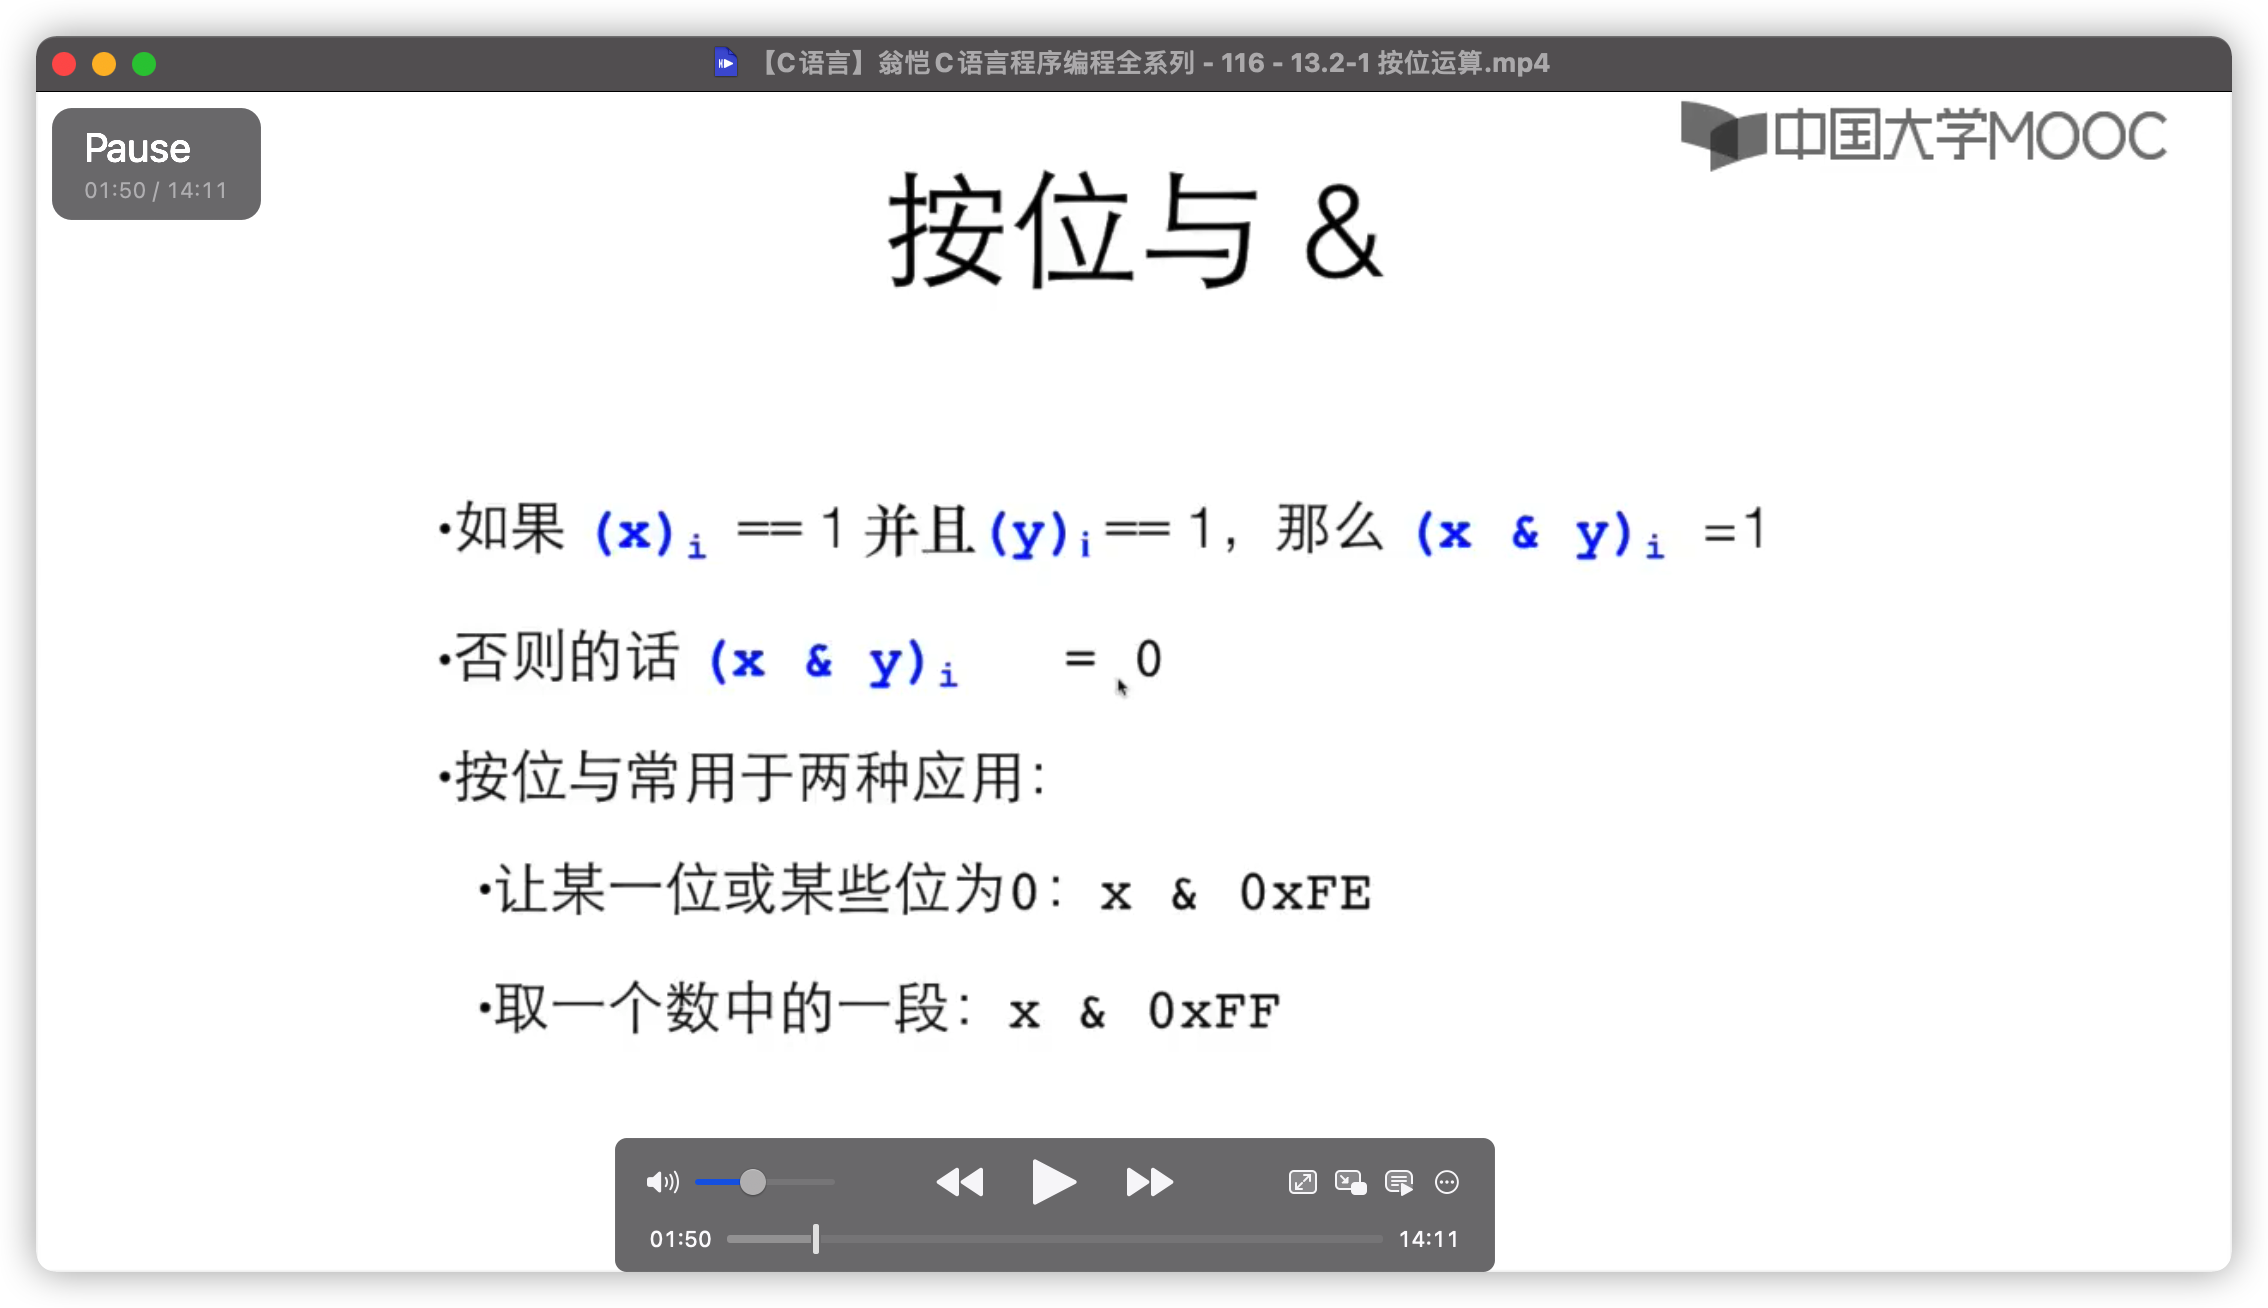 【C语言】翁恺C语言程序编程全系列 - 116 - 13.2-1 按位运算.mp4
Pause
01:50 / 14:11
中国大学MOOC
按位与 &
•如果 (x)i == 1 并且(y)i == 1，那么 (x & y)i =1
•否则的话 (x & y)i = 0
•按位与常用于两种应用：
•让某一位或某些位为0：x & 0xFE
•取一个数中的一段：x & 0xFF
01:50 14:11